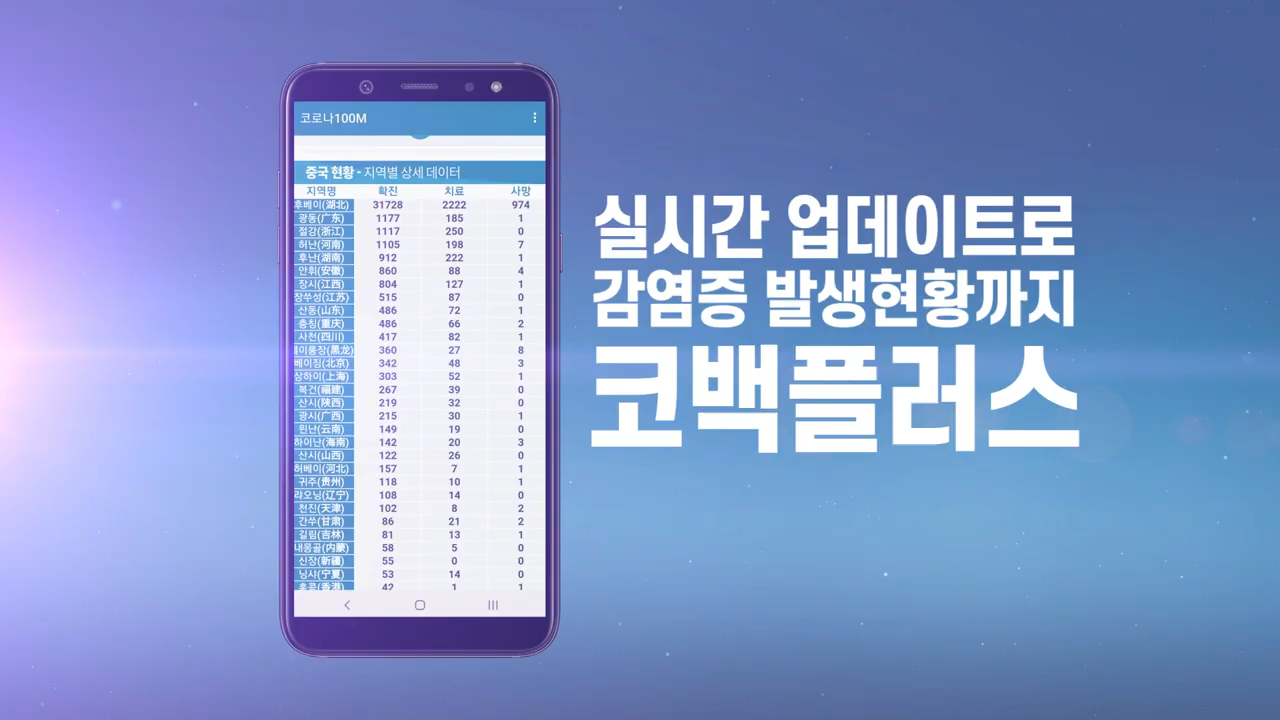 코로나100M
중국 현황 - 지역별 상세 데이터
지역명 확진 치료 사망
후베이(湖北) 31728 2222 974
광동(广东) 1177 185 1
절강(浙江) 1117 250 0
허난(河南) 1105 198 7
후난(湖南) 912 222 1
안휘(安徽) 860 88 4
장시(江西) 804 127 1
장쑤성(江苏) 515 87 0
산동(山东) 486 72 1
충칭(重庆) 486 66 2
사천(四川) 417 82 1
이룽장(黑龙) 360 27 8
베이징(北京) 342 48 3
상하이(上海) 303 52 1
복건(福建) 267 39 0
산시(陕西) 219 32 0
광시(广西) 215 30 1
윈난(云南) 149 19 0
하이난(海南) 142 20 3
산시(山西) 122 26 0
허베이(河北) 157 7 1
귀주(贵州) 118 10 1
랴오닝(辽宁) 108 14 0
천진(天津) 102 8 2
간쑤(甘肃) 86 21 2
길림(吉林) 81 13 1
내몽골(内蒙) 58 5 0
신장(新疆) 55 0 0
닝샤(宁夏) 53 14 0
홍콩(香港) 42 1 1
실시간 업데이트로
감염증 발생현황까지
코백플러스